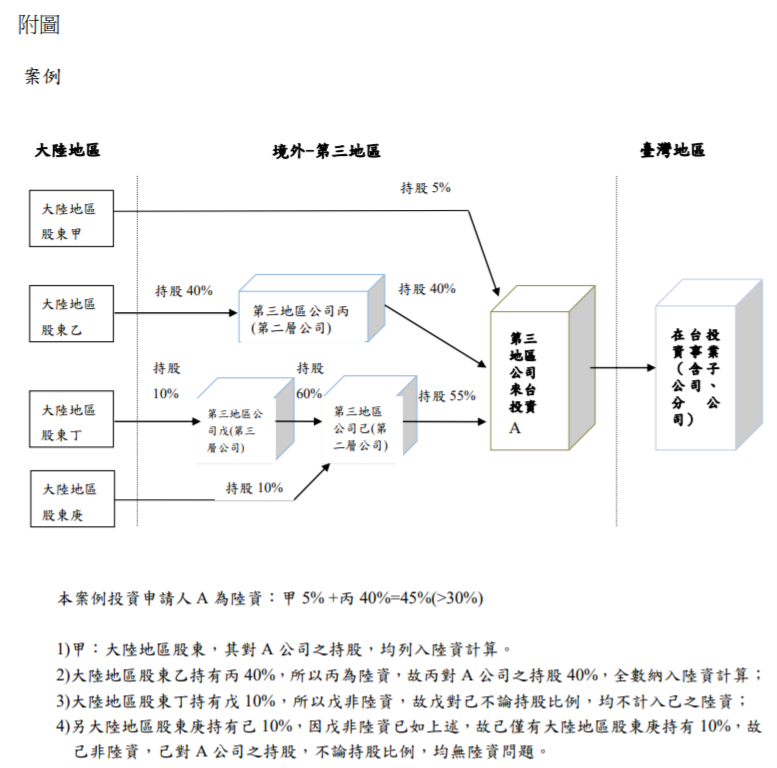 附圖
案例
大陸地區
境外-第三地區
臺灣地區
持股 5%
大陸地區
股東甲
大陸地區
股東乙
持股 40%
第三地區公司丙
(第二層公司)
持股 40%
大陸地區
股東丁
持股
10%
第三地區公
司戊(第三
層公司)
持股
60%
第三地區
公司己(第
二層公司)
持股 55%
大陸地區
股東庚
持股 10%
第三
地區
公司
來台
投資
A
在台投
資事業
（含子
公司、
分公
司）
本案例投資申請人 A 為陸資：甲 5% +丙 40%=45%(>30%)
1)甲：大陸地區股東，其對 A 公司之持股，均列入陸資計算。
2)大陸地區股東乙持有丙 40%，所以丙為陸資，故丙對 A 公司之持股 40%，全數納入陸資計算；
3)大陸地區股東丁持有戊 10%，所以戊非陸資，故戊對己不論持股比例，均不計入己之陸資；
4)另大陸地區股東庚持有己 10%，因戊非陸資已如上述，故己僅有大陸地區股東庚持有 10%，故
己非陸資，己對 A 公司之持股，不論持股比例，均無陸資問題。